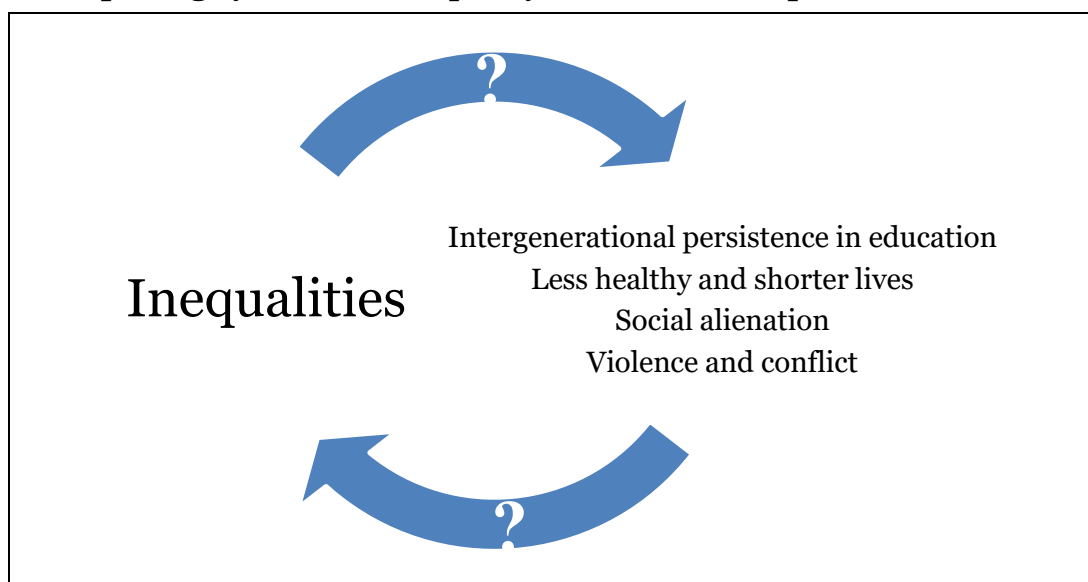 ?
Intergenerational persistence in education
Less healthy and shorter lives
Inequalities
Social alienation
Violence and conflict
?